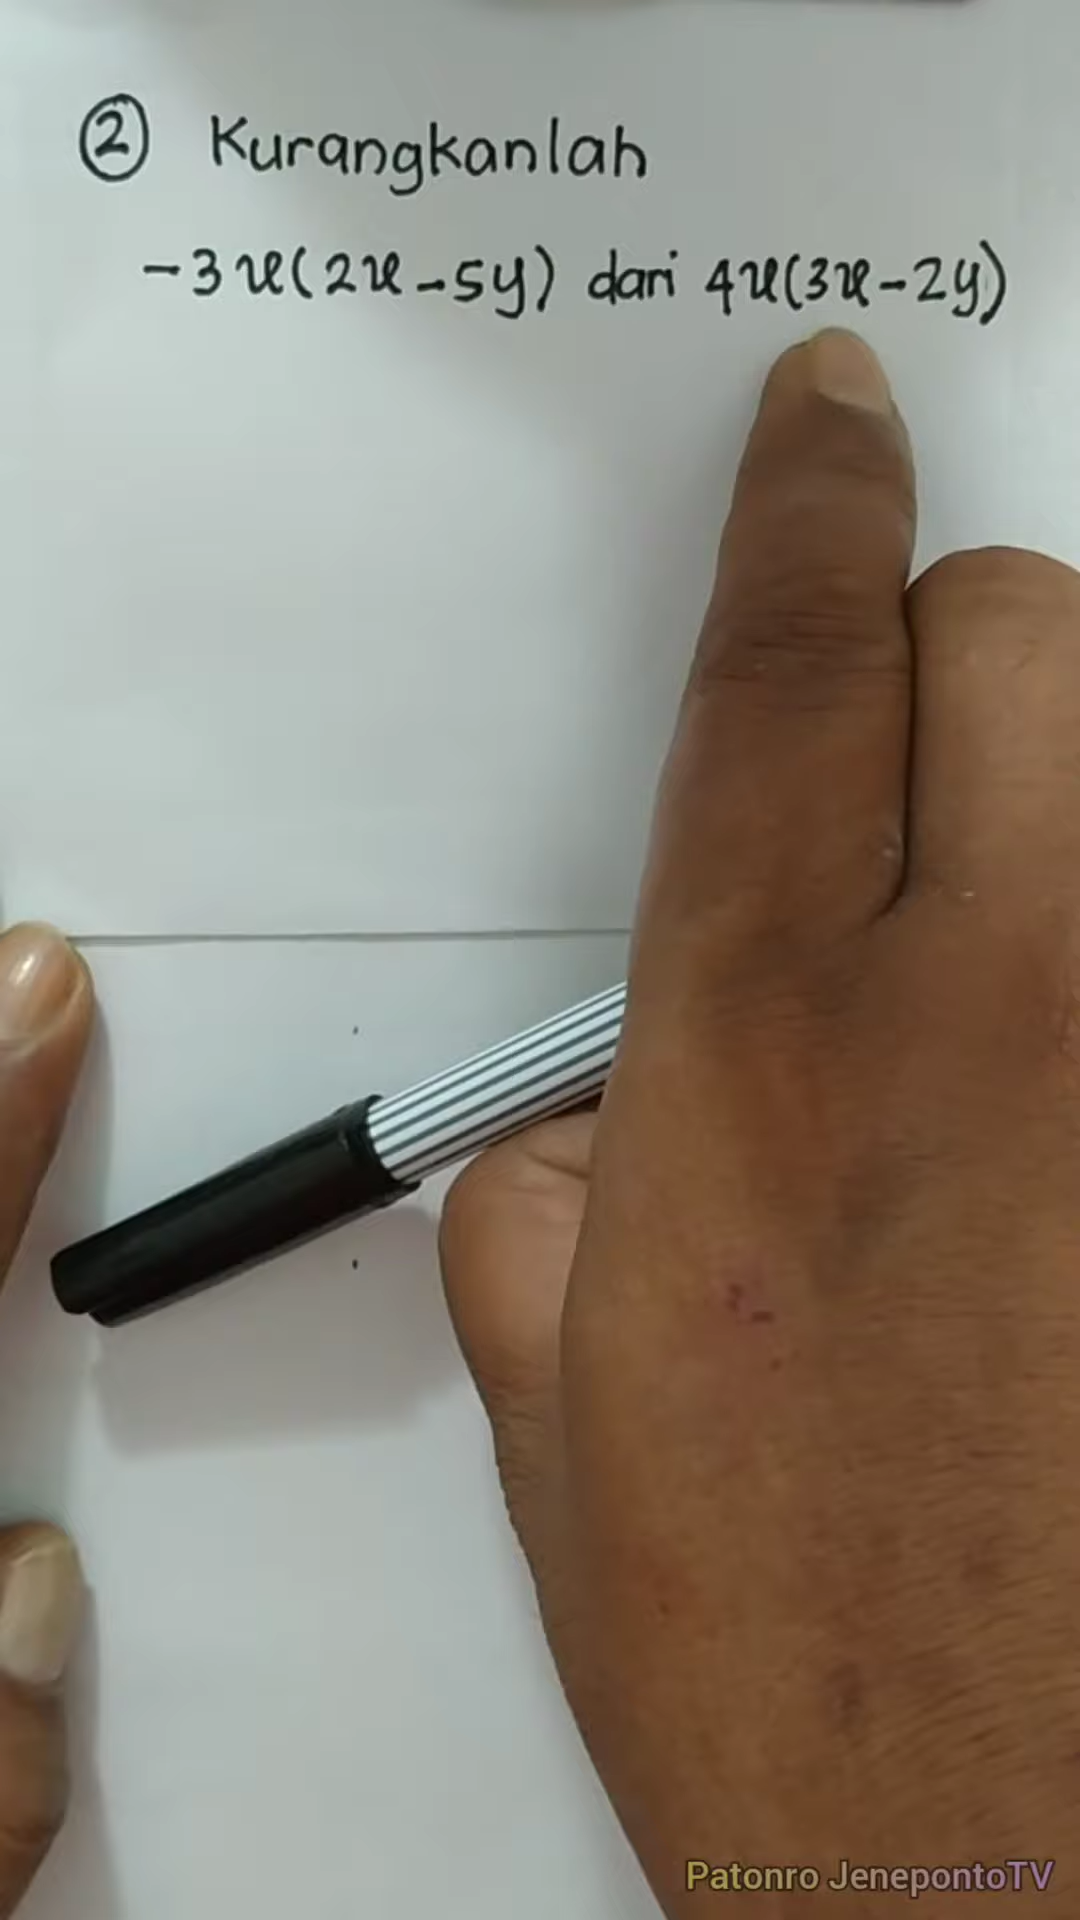 ② Kurangkanlah
-3x(2x-5y) dari 4x(3x-2y)
Patonro JenepontoTV